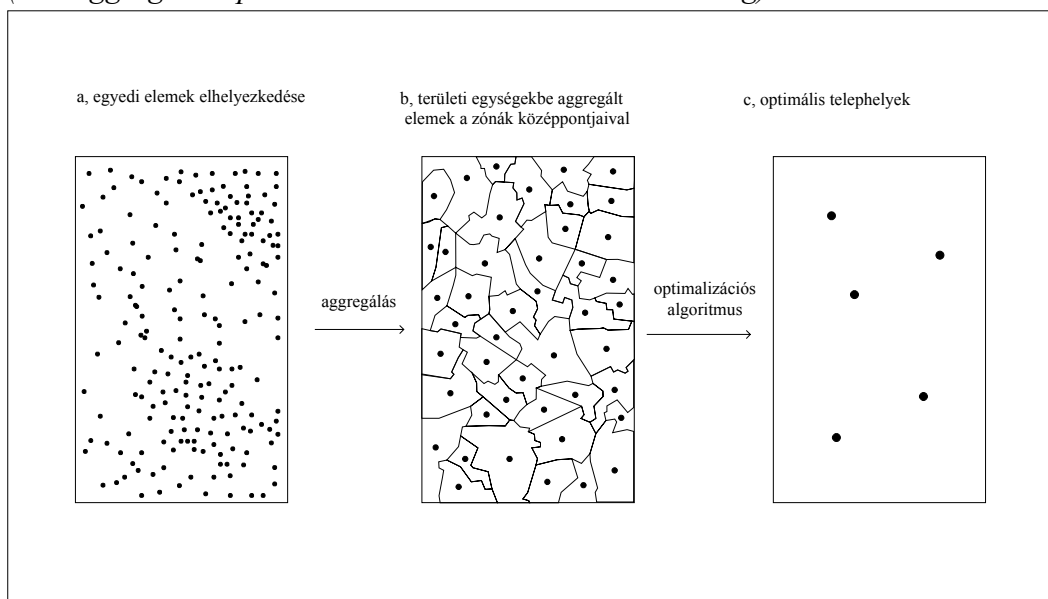 a, egyedi elemek elhelyezkedése
b, területi egységekbe aggregált
elemek a zónák középpontjaival
c, optimális telephelyek
aggregálás
optimalizációs
algoritmus